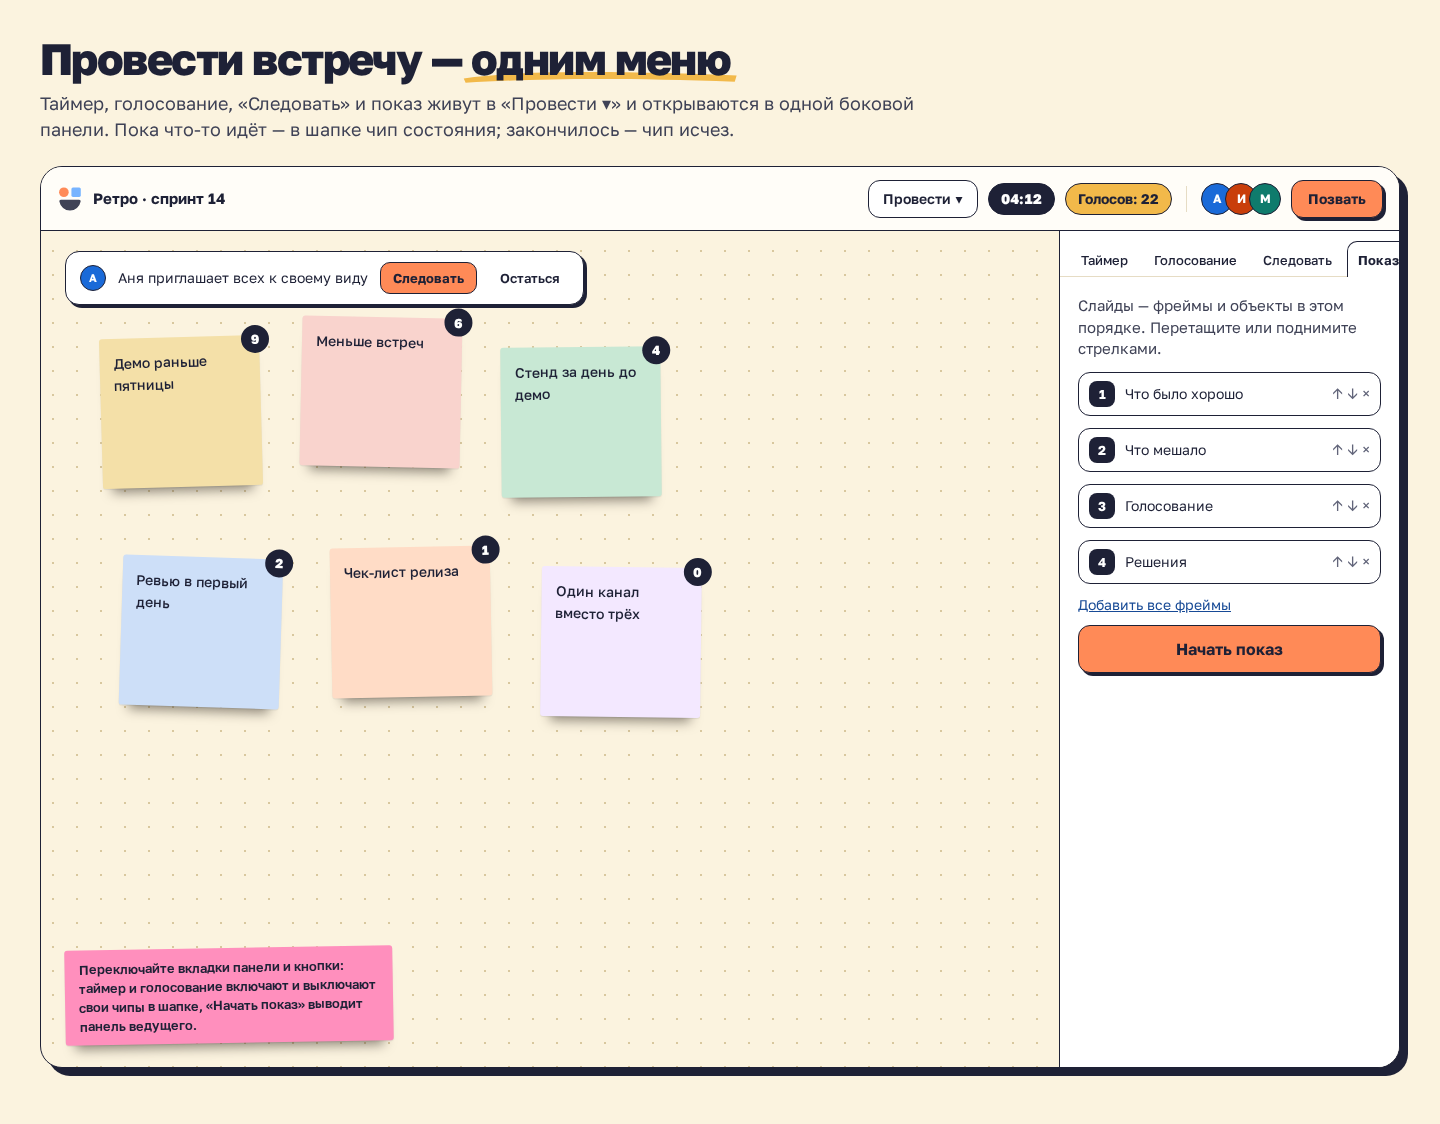 Провести встречу — одним меню
Таймер, голосование, «Следовать» и показ живут в «Провести ▾» и открываются в одной боковой
панели. Пока что-то идёт — в шапке чип состояния; закончилось — чип исчез.
Ретро · спринт 14
Провести ▾
04:12
Голосов: 22
А
И
М
Позвать
А
Аня приглашает всех к своему виду
Следовать
Остаться
Таймер
Голосование
Следовать
Показ
Слайды — фреймы и объекты в этом
порядке. Перетащите или поднимите
стрелками.
1
Что было хорошо
↑ ↓ ×
2
Что мешало
↑ ↓ ×
3
Голосование
↑ ↓ ×
4
Решения
↑ ↓ ×
Добавить все фреймы
Начать показ
9
Демо раньше
пятницы
6
Меньше встреч
4
Стенд за день до
демо
2
Ревью в первый
день
1
Чек-лист релиза
0
Один канал
вместо трёх
Переключайте вкладки панели и кнопки:
таймер и голосование включают и выключают
свои чипы в шапке, «Начать показ» выводит
панель ведущего.